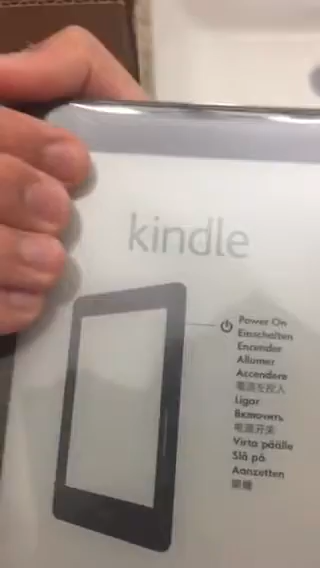 kindle
Power On
Einschalten
Encender
Allumer
Accendere
電源を投入
Ligar
Включить
电源开关
Virta päälle
Slå på
Aanzetten
開機